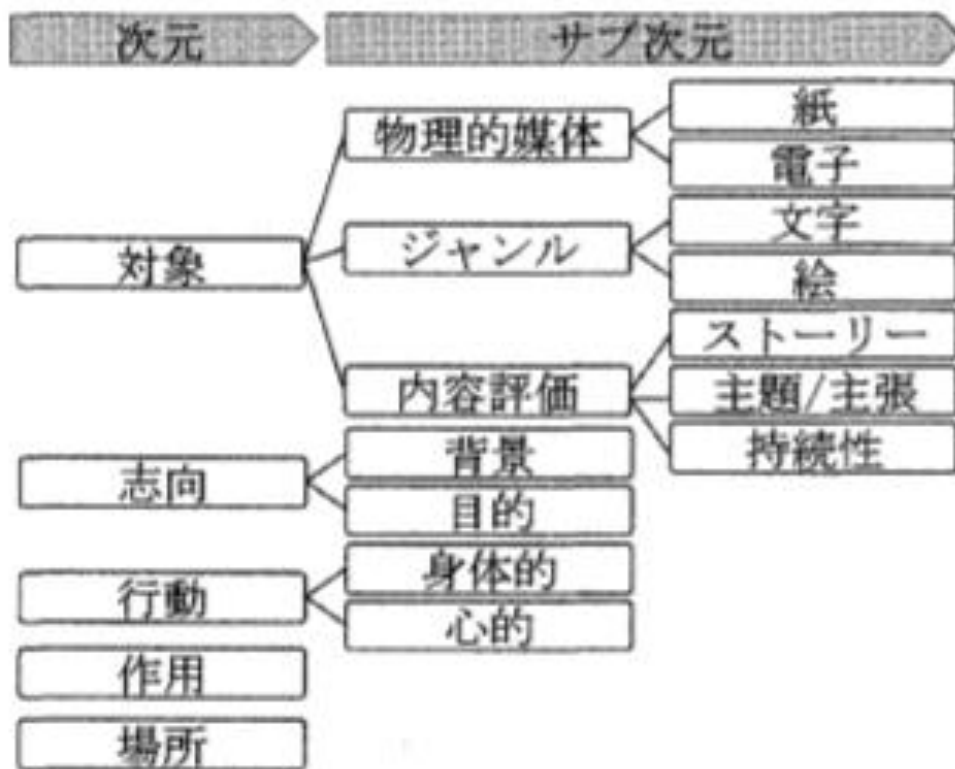 次元 サブ次元
対象
物理的媒体
紙
電子
ジャンル
文字
絵
内容評価
ストーリー
主題/主張
持続性
志向
背景
目的
行動
身体的
心的
作用
場所